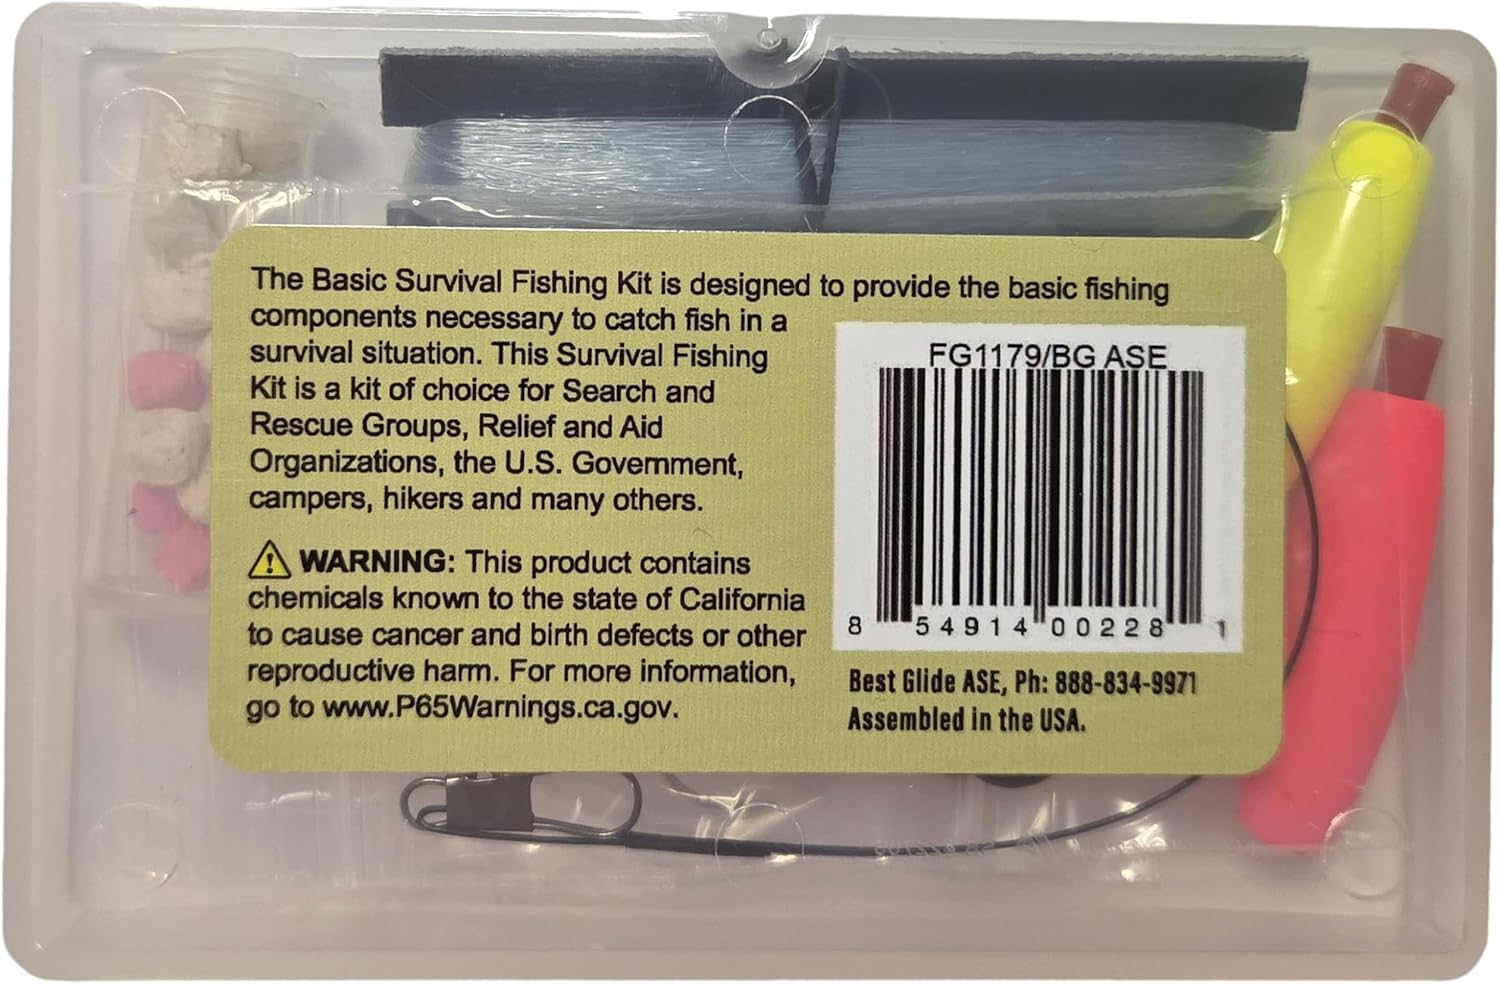 The Basic Survival Fishing Kit is designed to provide the basic fishing
components necessary to catch fish in a
survival situation. This Survival Fishing
Kit is a kit of choice for Search and
Rescue Groups, Relief and Aid
Organizations, the U.S. Government,
campers, hikers and many others.
WARNING: This product contains
chemicals known to the state of California
to cause cancer and birth defects or other
reproductive harm. For more information,
go to www.P65Warnings.ca.gov.
FG1179/BG ASE
8 54914 00228 1
Best Glide ASE, Ph: 888-834-9971
Assembled in the USA.